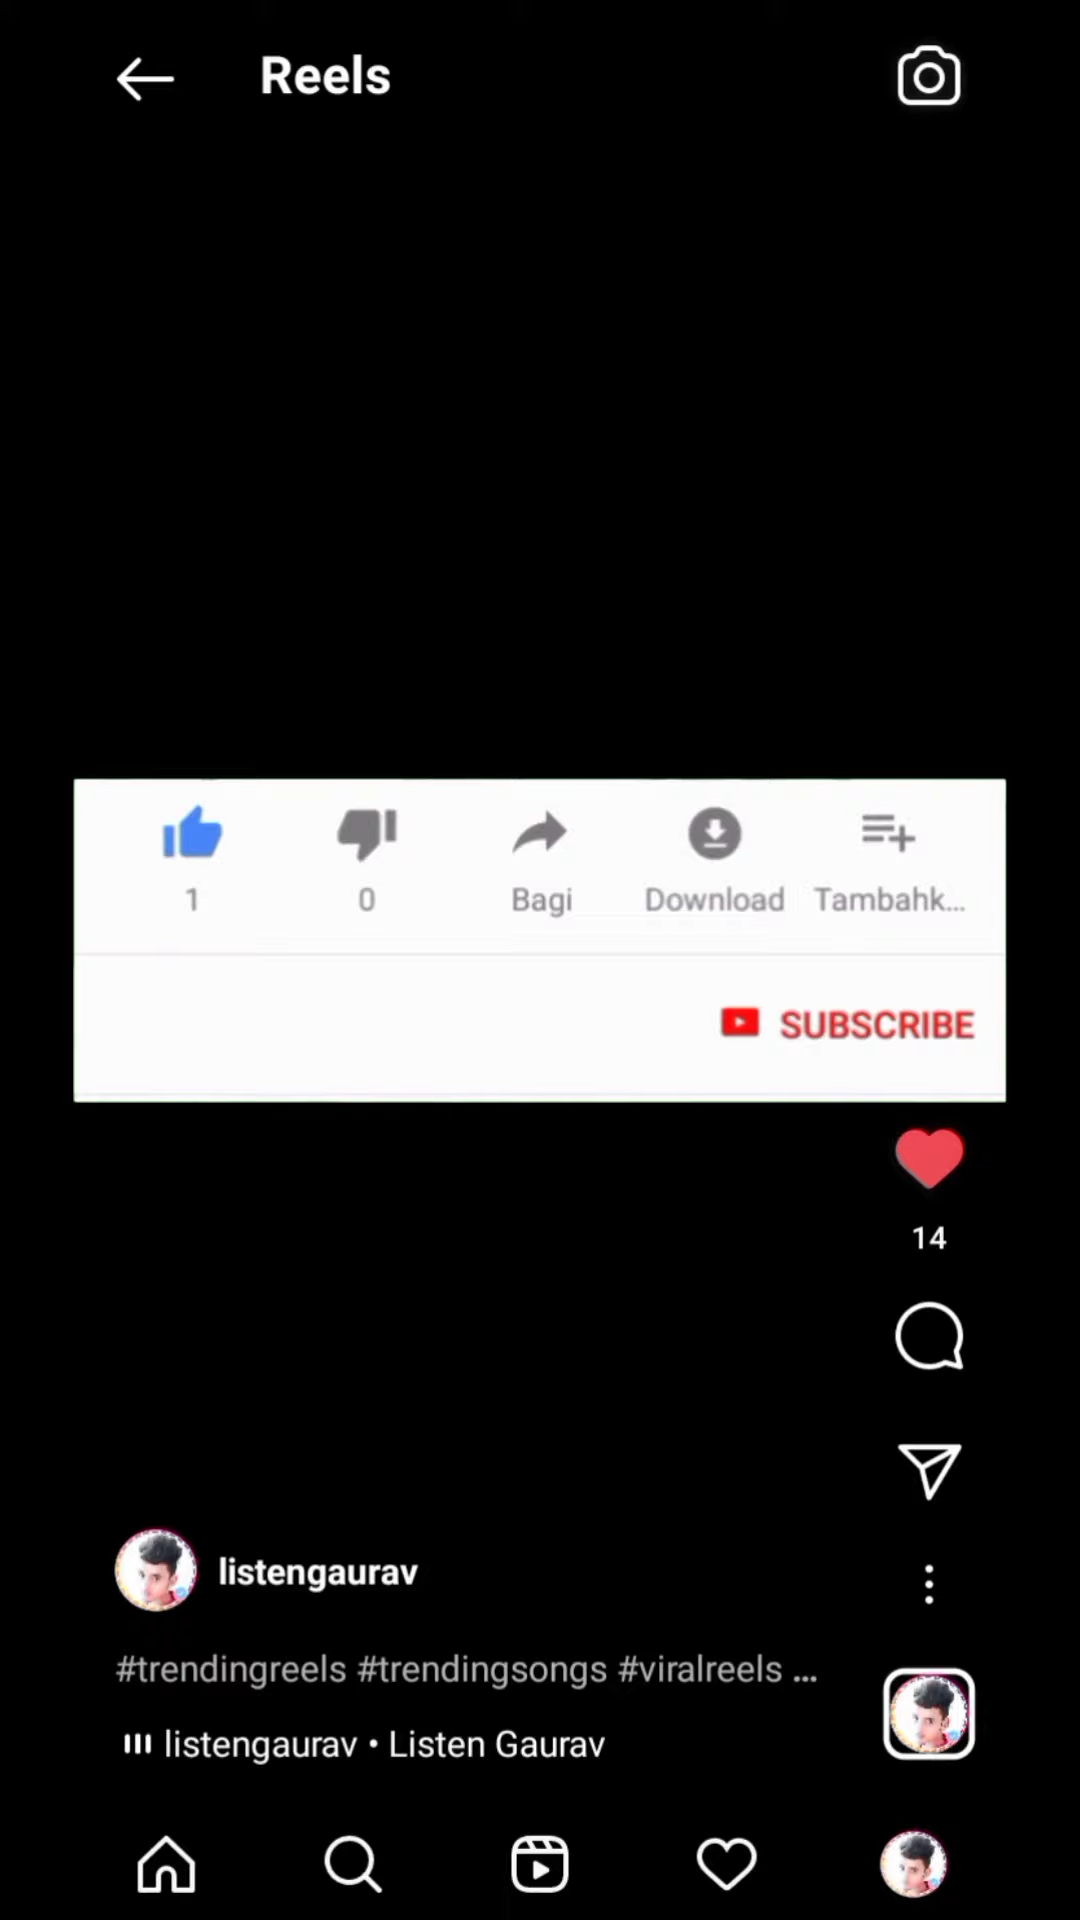 Reels
1 0 Bagi Download Tambahk...
SUBSCRIBE
14
listengaurav
#trendingreels #trendingsongs #viralreels ...
listengaurav • Listen Gaurav